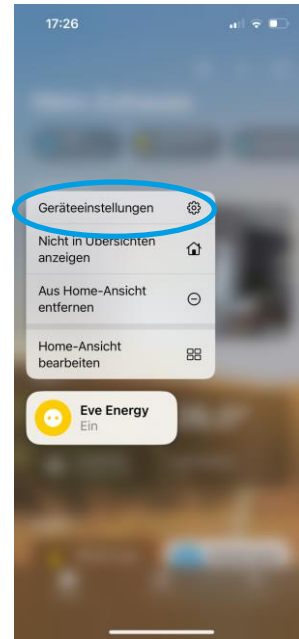 17:26
Geräteeinstellungen
Nicht in Übersichten
anzeigen
Aus Home-Ansicht
entfernen
Home-Ansicht
bearbeiten
Eve Energy
Ein